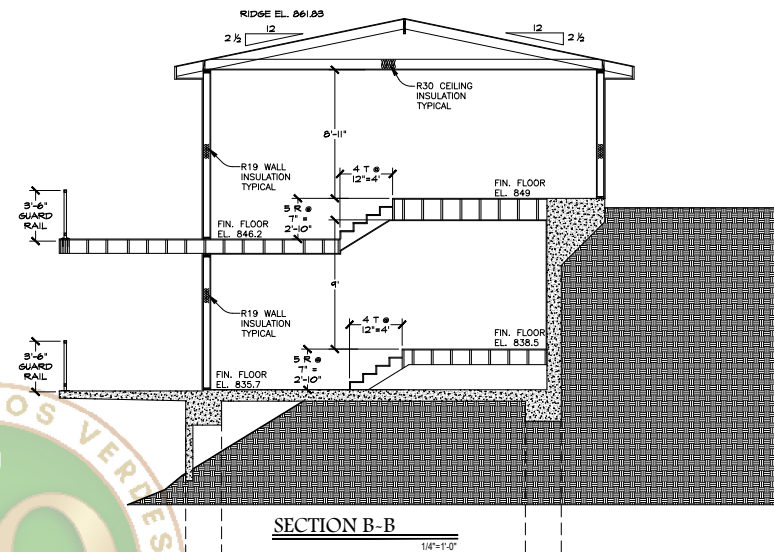 RIDGE EL. 861.83
12
2 ½
12
2 ½
R30 CEILING
INSULATION
TYPICAL
8'-11"
R19 WALL
INSULATION
TYPICAL
4 T @
12"=4'
FIN. FLOOR
EL. 849
3'-6"
GUARD
RAIL
5 R @
7" =
2'-10"
FIN. FLOOR
EL. 846.2
9'
R19 WALL
INSULATION
TYPICAL
4 T @
12"=4'
FIN. FLOOR
EL. 838.5
3'-6"
GUARD
RAIL
5 R @
7" =
2'-10"
FIN. FLOOR
EL. 835.7
OS VERDES
SECTION B-B
1/4"=1'-0"